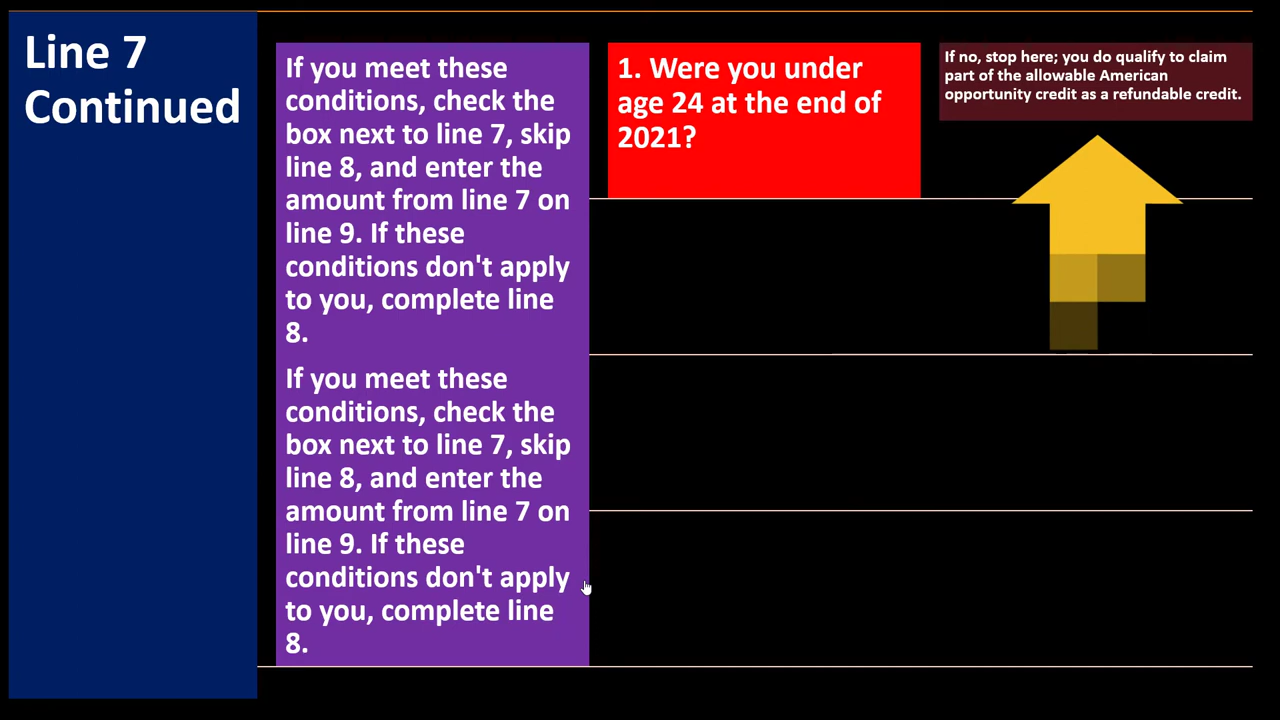 Line 7
Continued
If you meet these
conditions, check the
box next to line 7, skip
line 8, and enter the
amount from line 7 on
line 9. If these
conditions don't apply
to you, complete line
8.
If you meet these
conditions, check the
box next to line 7, skip
line 8, and enter the
amount from line 7 on
line 9. If these
conditions don't apply
to you, complete line
8.
1. Were you under
age 24 at the end of
2021?
If no, stop here; you do qualify to claim
part of the allowable American
opportunity credit as a refundable credit.